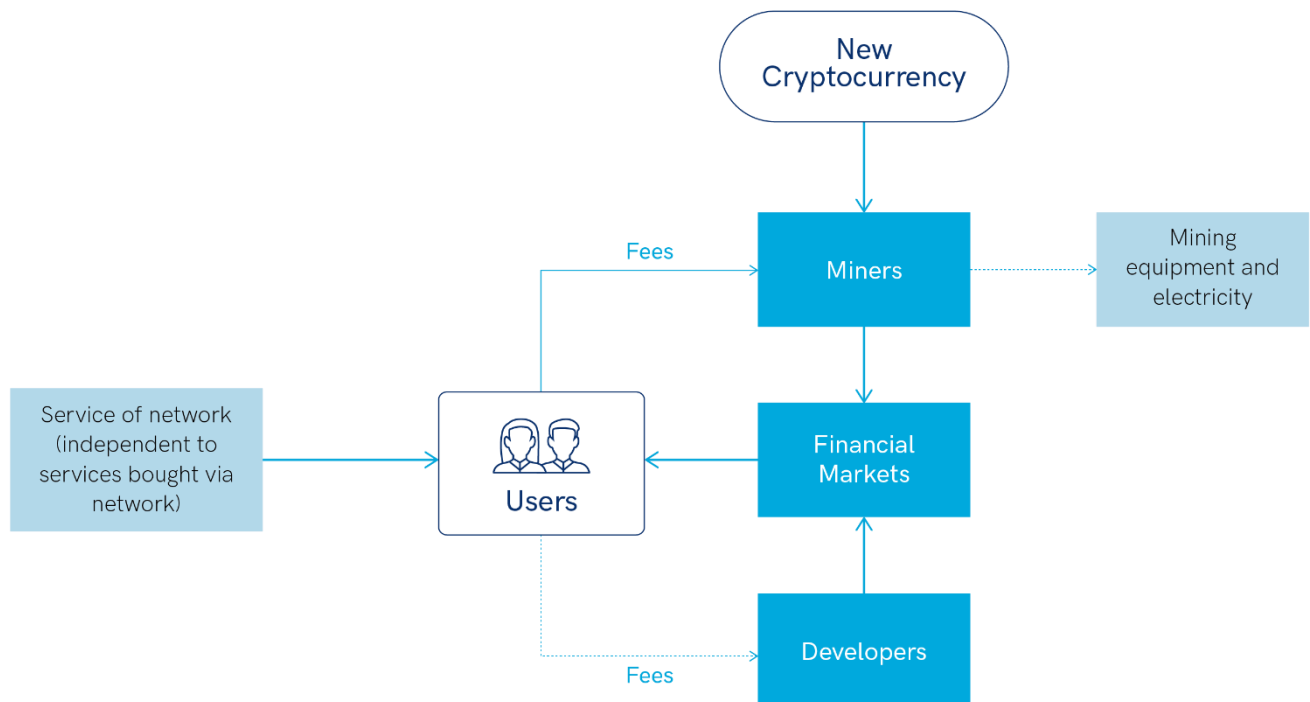 New
Cryptocurrency
Fees
Miners
Mining
equipment and
electricity
Service of network
(independent to
services bought via
network)
Users
Financial
Markets
Developers
Fees